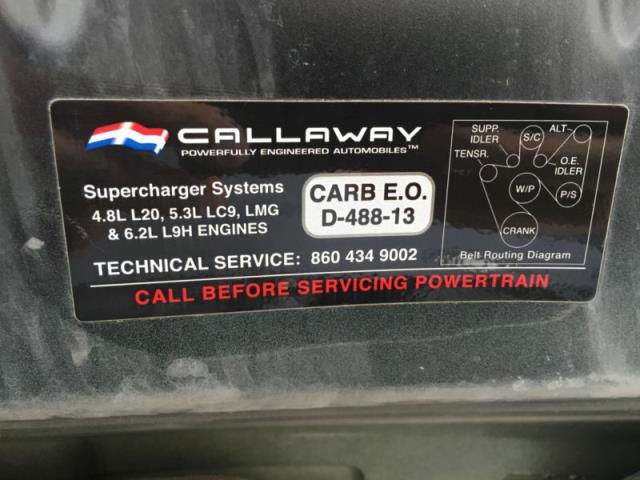 CALLAWAY
POWERFULLY ENGINEERED AUTOMOBILES™
Supercharger Systems
4.8L L20, 5.3L LC9, LMG
& 6.2L L9H ENGINES
CARB E.O.
D-488-13
TECHNICAL SERVICE: 860 434 9002
CALL BEFORE SERVICING POWERTRAIN
SUPP.
IDLER
TENSR.
S/C
ALT
O.E.
IDLER
W/P
P/S
CRANK
Belt Routing Diagram